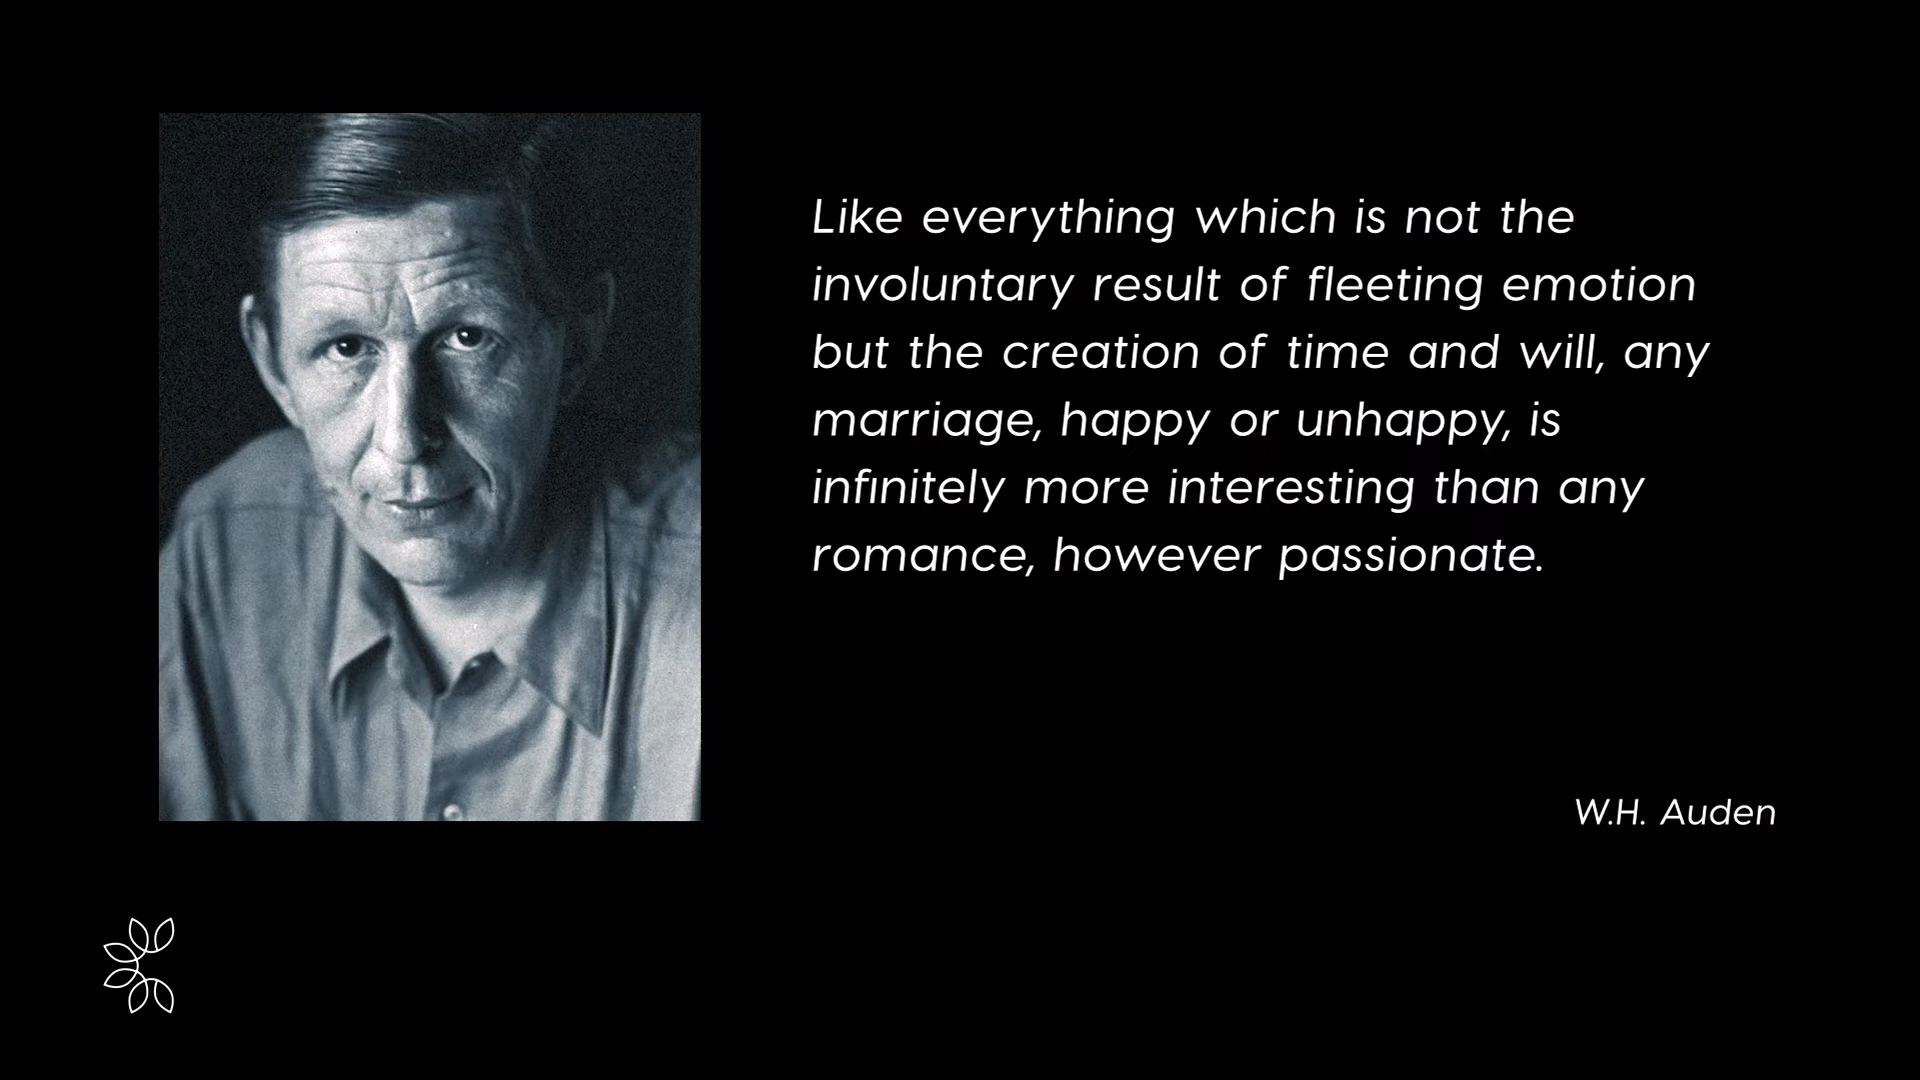 Like everything which is not the
involuntary result of fleeting emotion
but the creation of time and will, any
marriage, happy or unhappy, is
infinitely more interesting than any
romance, however passionate.
W.H. Auden